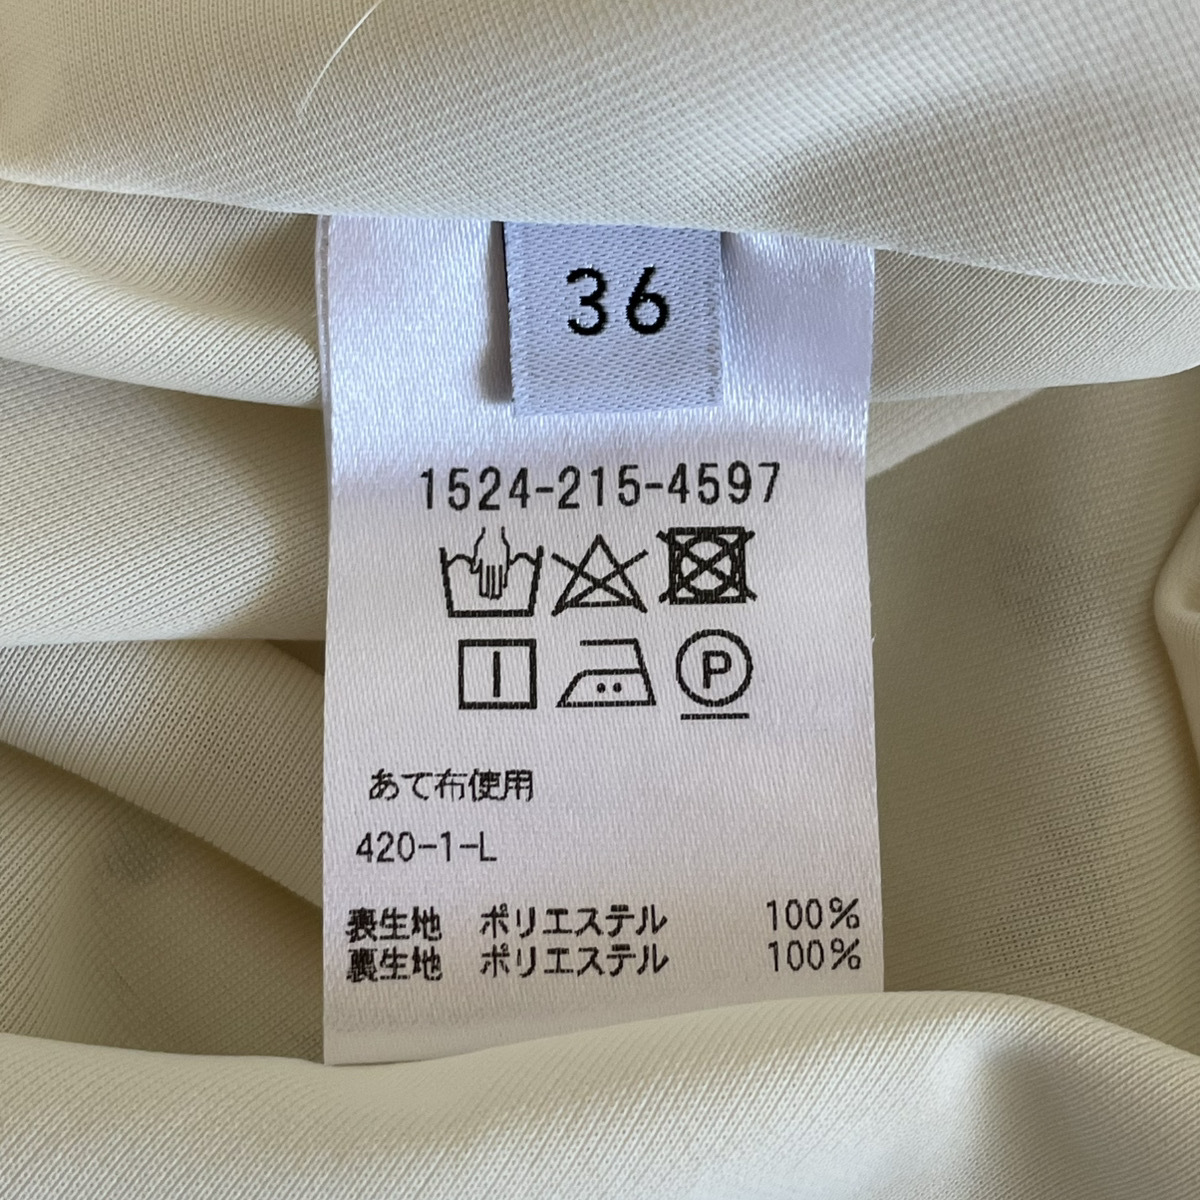 36
1524-215-4597
P
あて布使用
420-1-L
表生地 ポリエステル 100%
裏生地 ポリエステル 100%